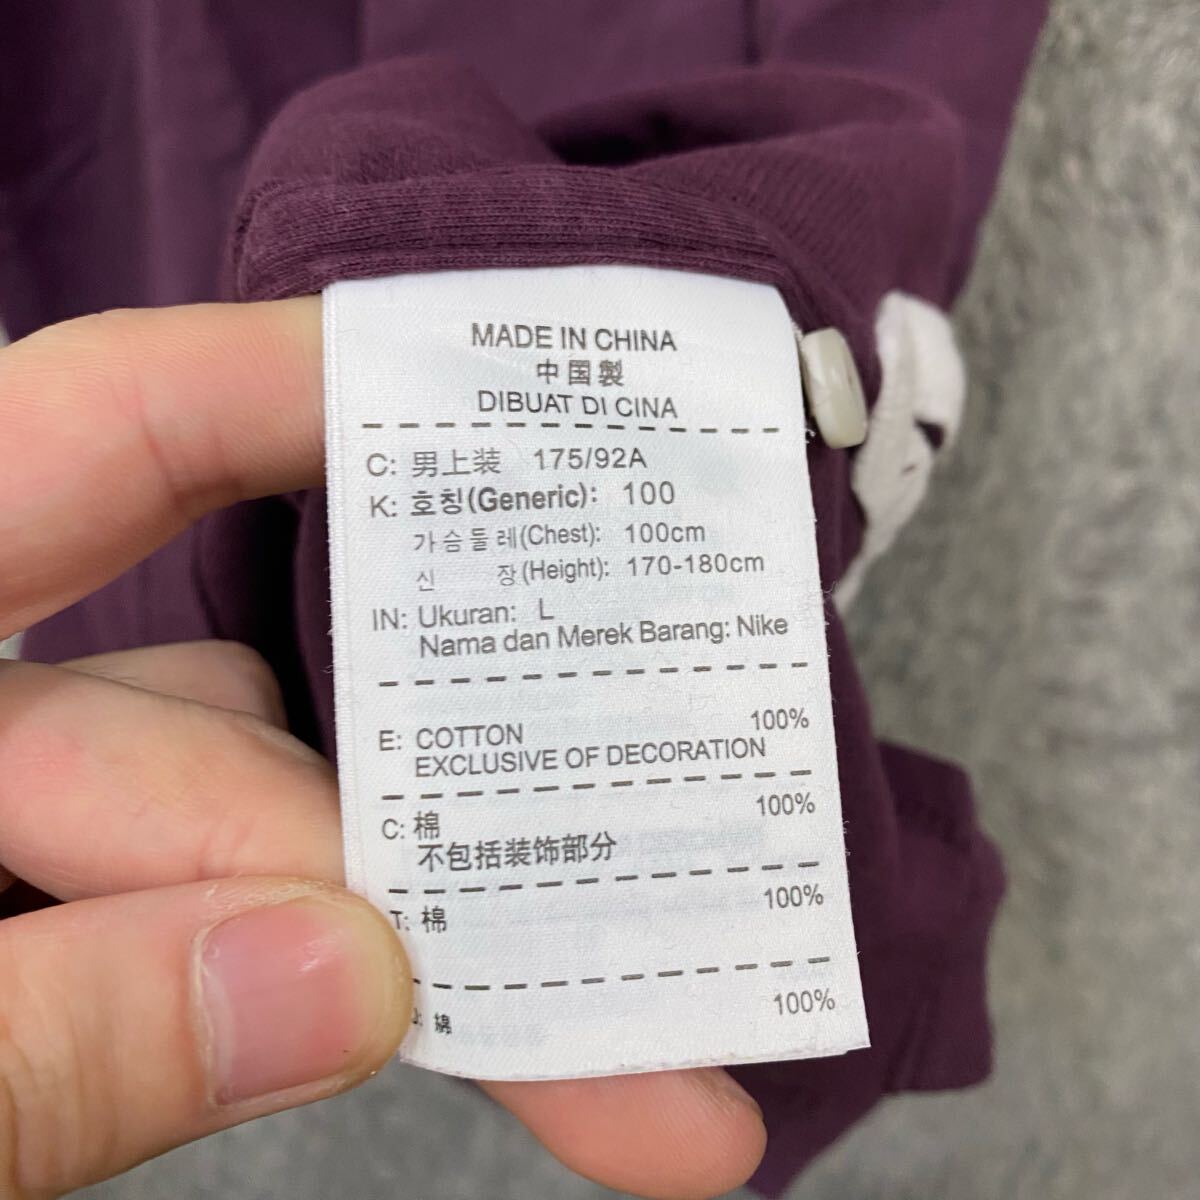 MADE IN CHINA
中国製
DIBUAT DI CINA
C: 男上装 175/92A
K: 호칭(Generic): 100
가슴둘레(Chest): 100cm
신 장(Height): 170-180cm
IN: Ukuran: L
Nama dan Merek Barang: Nike
E: COTTON 100%
EXCLUSIVE OF DECORATION
C: 棉 100%
不包括装饰部分
T: 棉 100%
J: 綿 100%